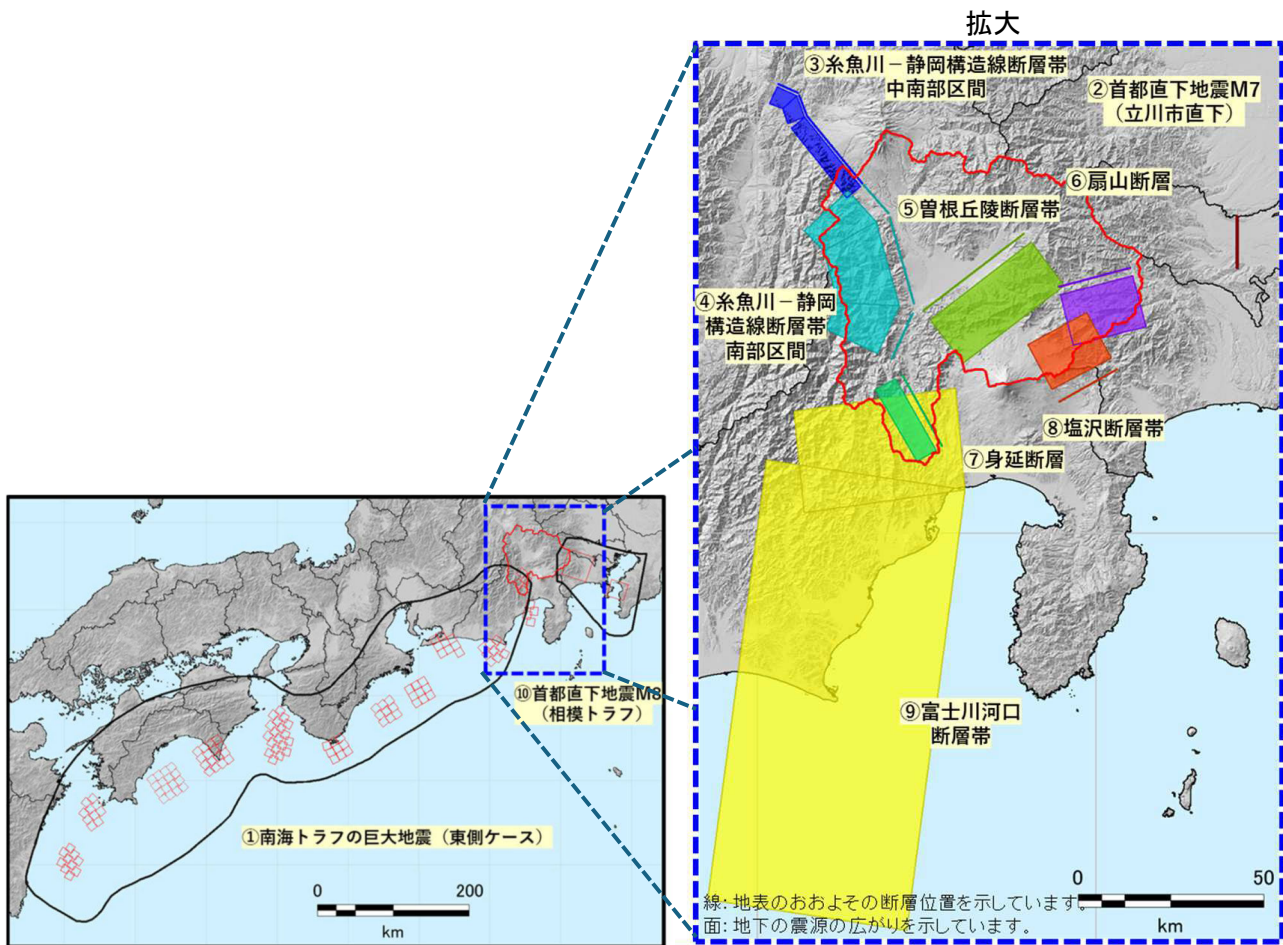 拡大
③糸魚川－静岡構造線断層帯
中南部区間
②首都直下地震M7
（立川市直下）
⑥扇山断層
⑤曽根丘陵断層帯
④糸魚川－静岡
構造線断層帯
南部区間
⑧塩沢断層帯
⑦身延断層
⑨富士川河口
断層帯
0 50
km
線: 地表のおおよその断層位置を示しています。
面: 地下の震源の広がりを示しています。
⑩首都直下地震M8
（相模トラフ）
①南海トラフの巨大地震（東側ケース）
0 200
km